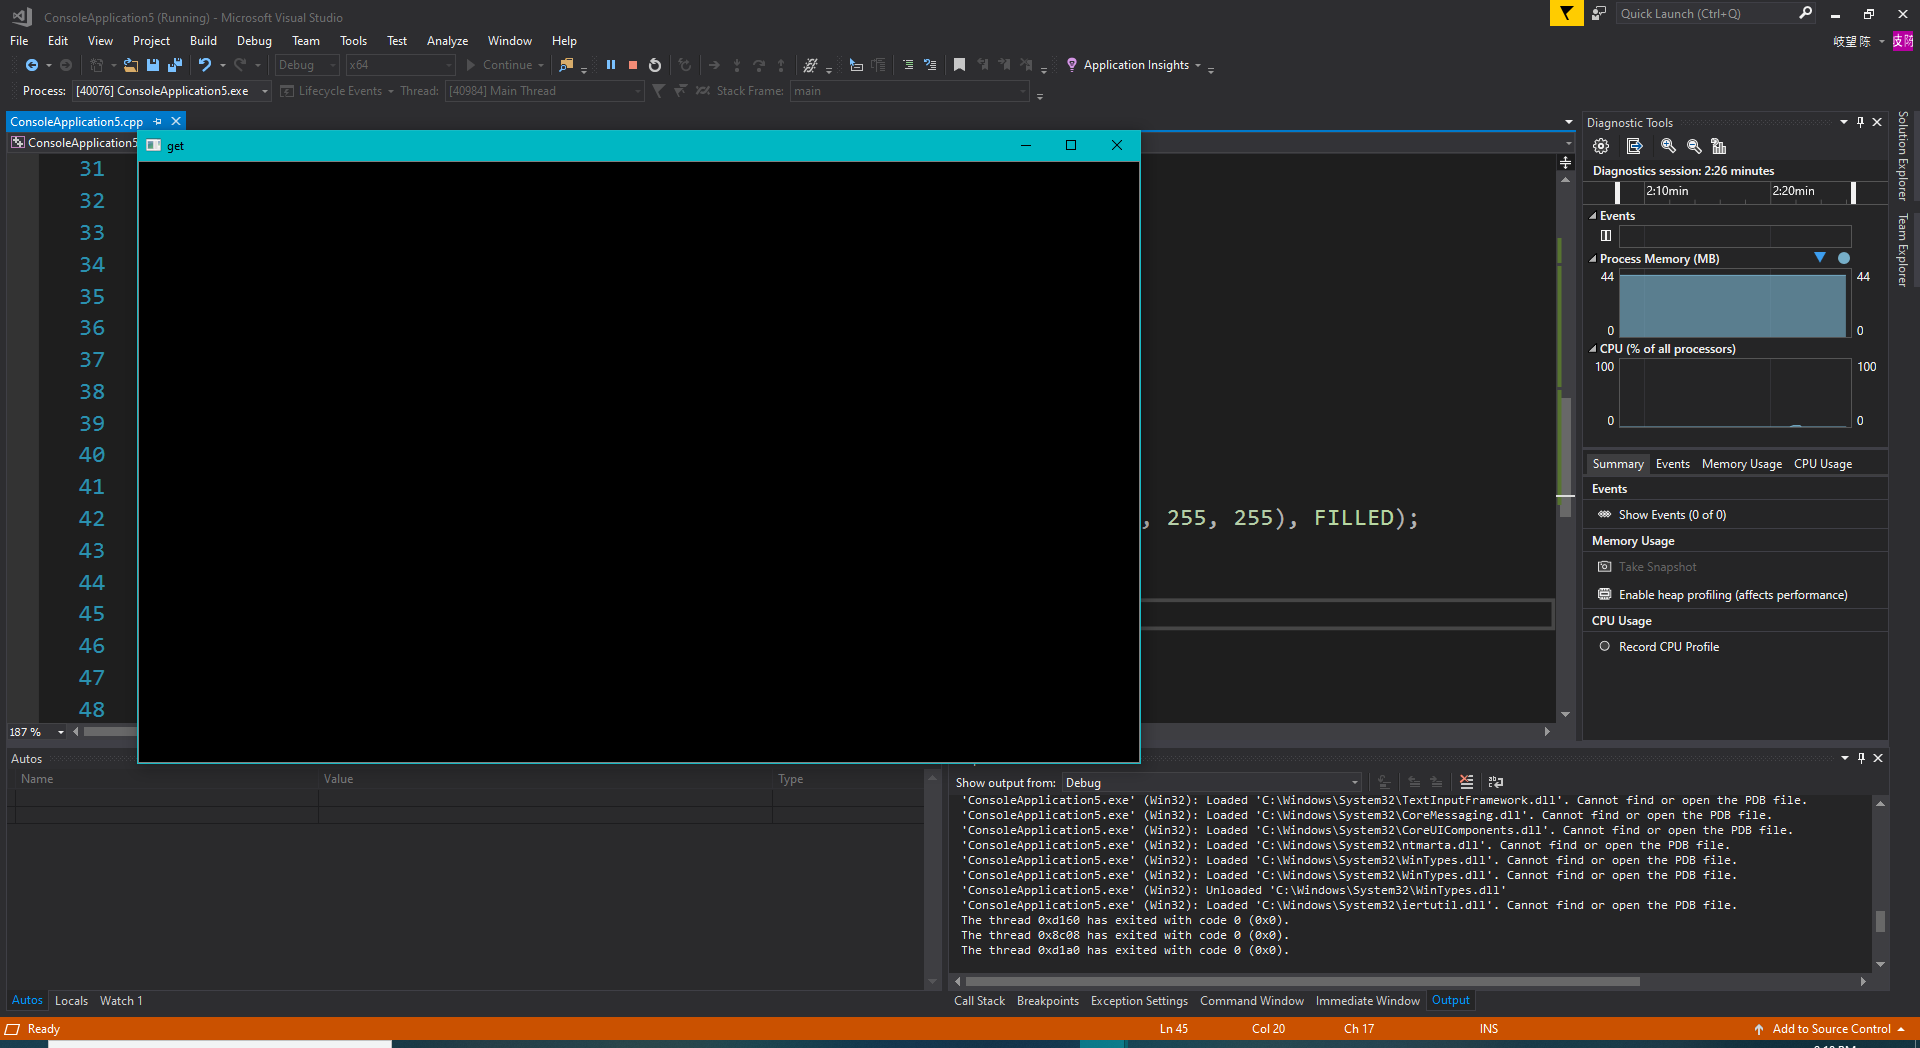 ConsoleApplication5 (Running) - Microsoft Visual Studio
Quick Launch (Ctrl+Q)
File Edit View Project Build Debug Team Tools Test Analyze Window Help
岐望 陈
岐陈
Debug x64 Continue Application Insights
Process: [40076] ConsoleApplication5.exe Lifecycle Events Thread: [40984] Main Thread Stack Frame: main
ConsoleApplication5.cpp
ConsoleApplication5
get
31
32
33
34
35
36
37
38
39
40
41
42 , 255, 255), FILLED);
43
44
45
46
47
48
187 %
Diagnostic Tools
Diagnostics session: 2:26 minutes
2:10min 2:20min
Events
Process Memory (MB)
44 44
0 0
CPU (% of all processors)
100 100
0 0
Summary Events Memory Usage CPU Usage
Events
Show Events (0 of 0)
Memory Usage
Take Snapshot
Enable heap profiling (affects performance)
CPU Usage
Record CPU Profile
Solution Explorer
Team Explorer
Autos
Name Value Type
Autos Locals Watch 1
Show output from: Debug
'ConsoleApplication5.exe' (Win32): Loaded 'C:\Windows\System32\TextInputFramework.dll'. Cannot find or open the PDB file.
'ConsoleApplication5.exe' (Win32): Loaded 'C:\Windows\System32\CoreMessaging.dll'. Cannot find or open the PDB file.
'ConsoleApplication5.exe' (Win32): Loaded 'C:\Windows\System32\CoreUIComponents.dll'. Cannot find or open the PDB file.
'ConsoleApplication5.exe' (Win32): Loaded 'C:\Windows\System32\ntmarta.dll'. Cannot find or open the PDB file.
'ConsoleApplication5.exe' (Win32): Loaded 'C:\Windows\System32\WinTypes.dll'. Cannot find or open the PDB file.
'ConsoleApplication5.exe' (Win32): Loaded 'C:\Windows\System32\WinTypes.dll'. Cannot find or open the PDB file.
'ConsoleApplication5.exe' (Win32): Unloaded 'C:\Windows\System32\WinTypes.dll'
'ConsoleApplication5.exe' (Win32): Loaded 'C:\Windows\System32\iertutil.dll'. Cannot find or open the PDB file.
The thread 0xd160 has exited with code 0 (0x0).
The thread 0x8c08 has exited with code 0 (0x0).
The thread 0xd1a0 has exited with code 0 (0x0).
Call Stack Breakpoints Exception Settings Command Window Immediate Window Output
Ready Ln 45 Col 20 Ch 17 INS Add to Source Control